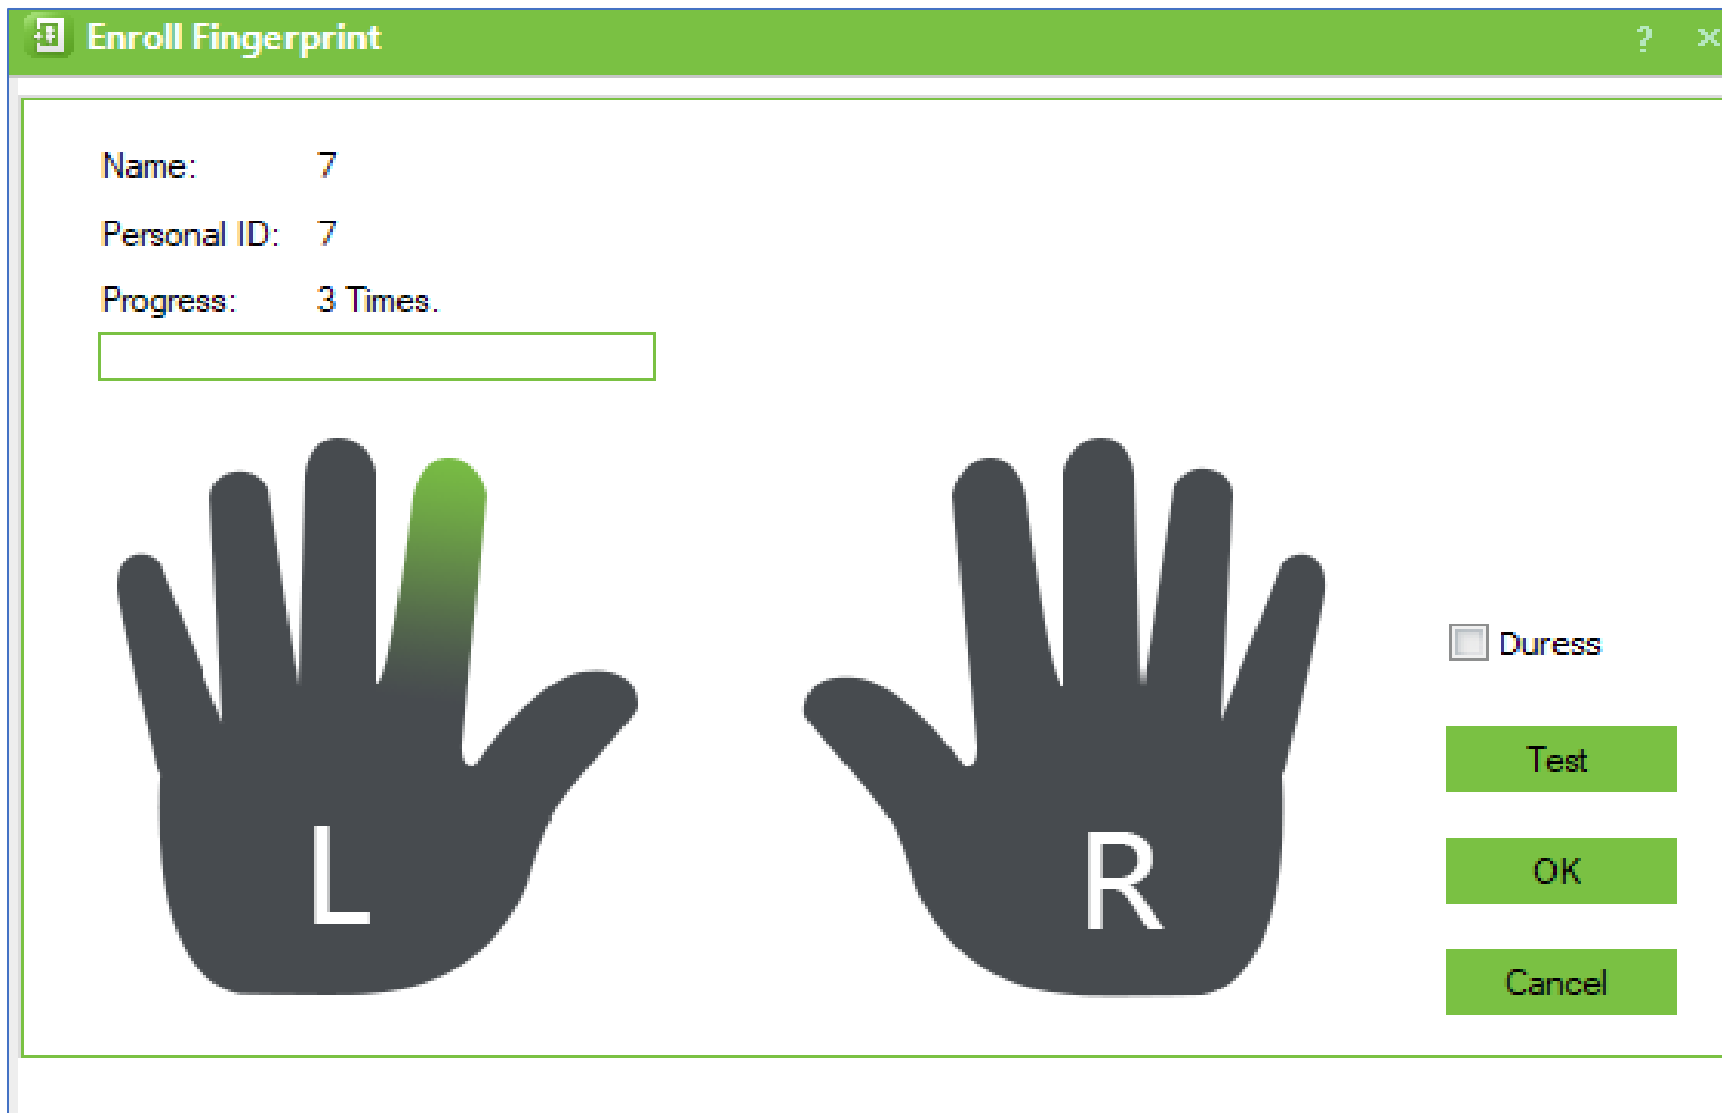 Enroll Fingerprint
? ×
Name: 7
Personal ID: 7
Progress: 3 Times.
Duress
Test
L R
OK
Cancel